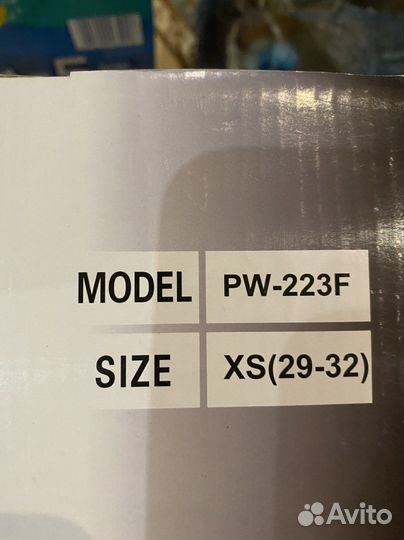 MODEL PW-223F
SIZE XS(29-32)
Avito